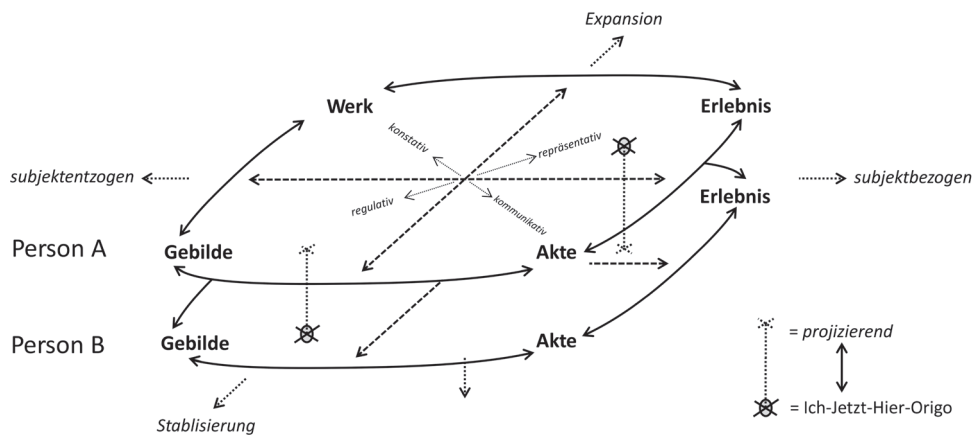 Expansion
Werk
Erlebnis
konstativ
repräsentativ
subjektentzogen
subjektbezogen
regulativ
kommunikativ
Erlebnis
Person A
Gebilde
Akte
Person B
Gebilde
Akte
= projizierend
= Ich-Jetzt-Hier-Origo
Stablisierung